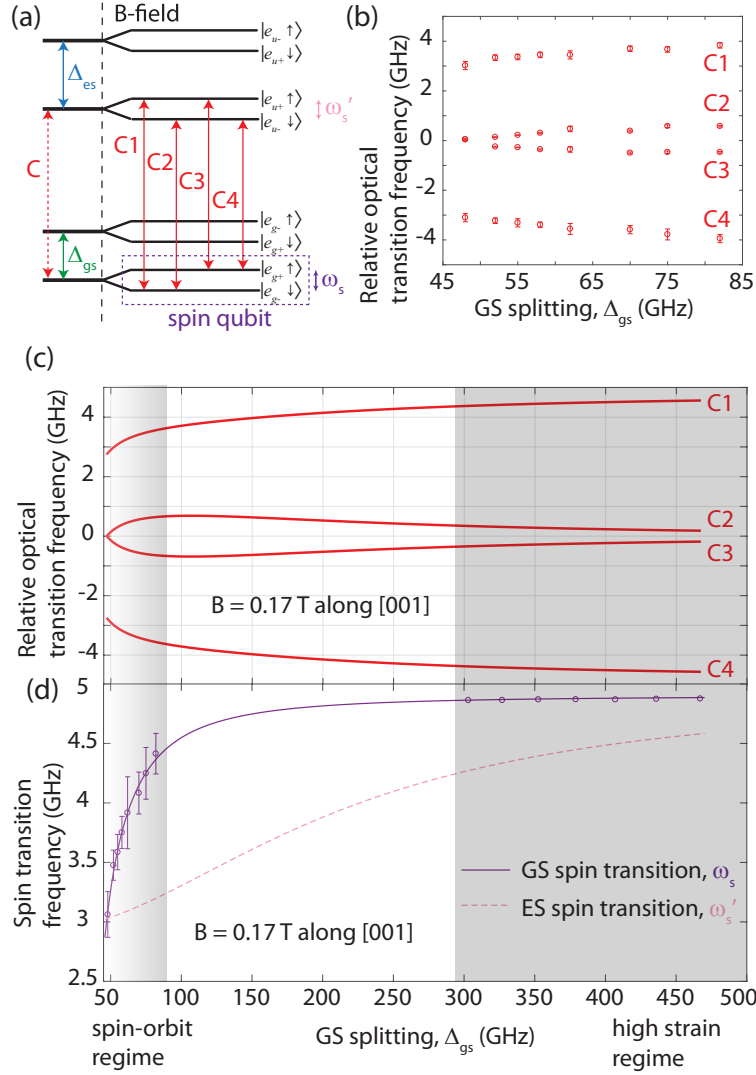 (a)
B-field
|e_u- ↑⟩
|e_u+ ↓⟩
Δ_es
|e_u+ ↑⟩
|e_u- ↓⟩
ω_s'
C
C1
C2
C3
C4
|e_g- ↑⟩
|e_g+ ↓⟩
Δ_gs
|e_g+ ↑⟩
|e_g- ↓⟩
ω_s
spin qubit
(b)
Relative optical
transition frequency (GHz)
4
2
0
-2
-4
C1
C2
C3
C4
45 55 65 75 85
GS splitting, Δ_gs (GHz)
(c)
Relative optical
transition frequency (GHz)
4
2
0
-2
-4
C1
C2
C3
C4
B = 0.17 T along [001]
(d)
Spin transition
frequency (GHz)
5
4.5
4
3.5
3
2.5
GS spin transition, ω_s
ES spin transition, ω_s'
B = 0.17 T along [001]
50 100 150 200 250 300 350 400 450 500
spin-orbit
regime
GS splitting, Δ_gs (GHz)
high strain
regime